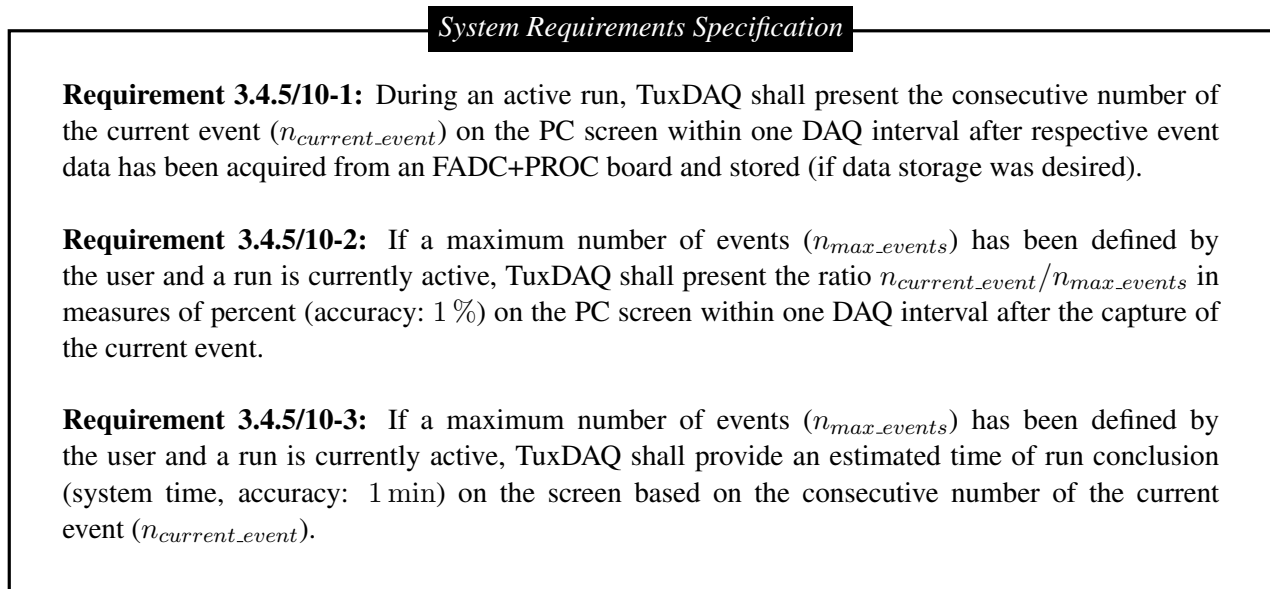 System Requirements Specification
Requirement 3.4.5/10-1: During an active run, TuxDAQ shall present the consecutive number of
the current event (n_current_event) on the PC screen within one DAQ interval after respective event
data has been acquired from an FADC+PROC board and stored (if data storage was desired).
Requirement 3.4.5/10-2: If a maximum number of events (n_max_events) has been defined by
the user and a run is currently active, TuxDAQ shall present the ratio n_current_event/n_max_events in
measures of percent (accuracy: 1 %) on the PC screen within one DAQ interval after the capture of
the current event.
Requirement 3.4.5/10-3: If a maximum number of events (n_max_events) has been defined by
the user and a run is currently active, TuxDAQ shall provide an estimated time of run conclusion
(system time, accuracy: 1 min) on the screen based on the consecutive number of the current
event (n_current_event).